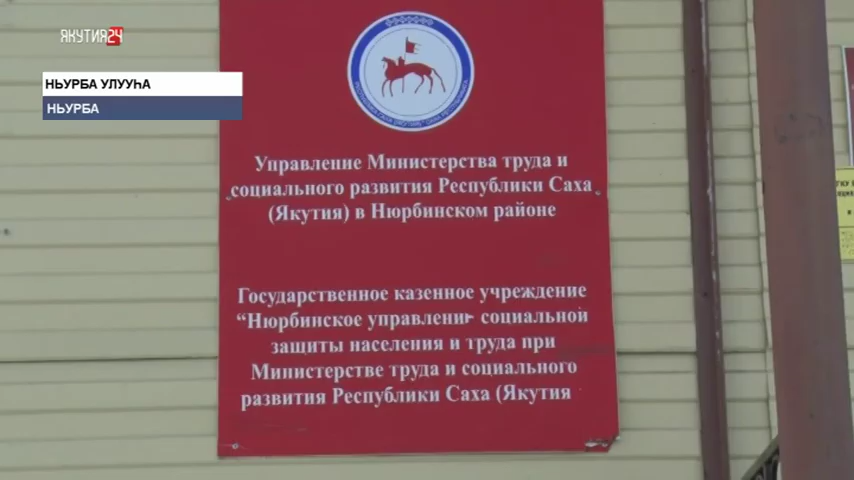 ЯКУТИЯ24
НЬУРБА УЛУУҺА
НЬУРБА
Управление Министерства труда и
социального развития Республики Саха
(Якутия) в Нюрбинском районе
Государственное казенное учреждение
“Нюрбинское управлени- социальной
защиты населения и труда при
Министерстве труда и социального
развития Республики Саха (Якутия